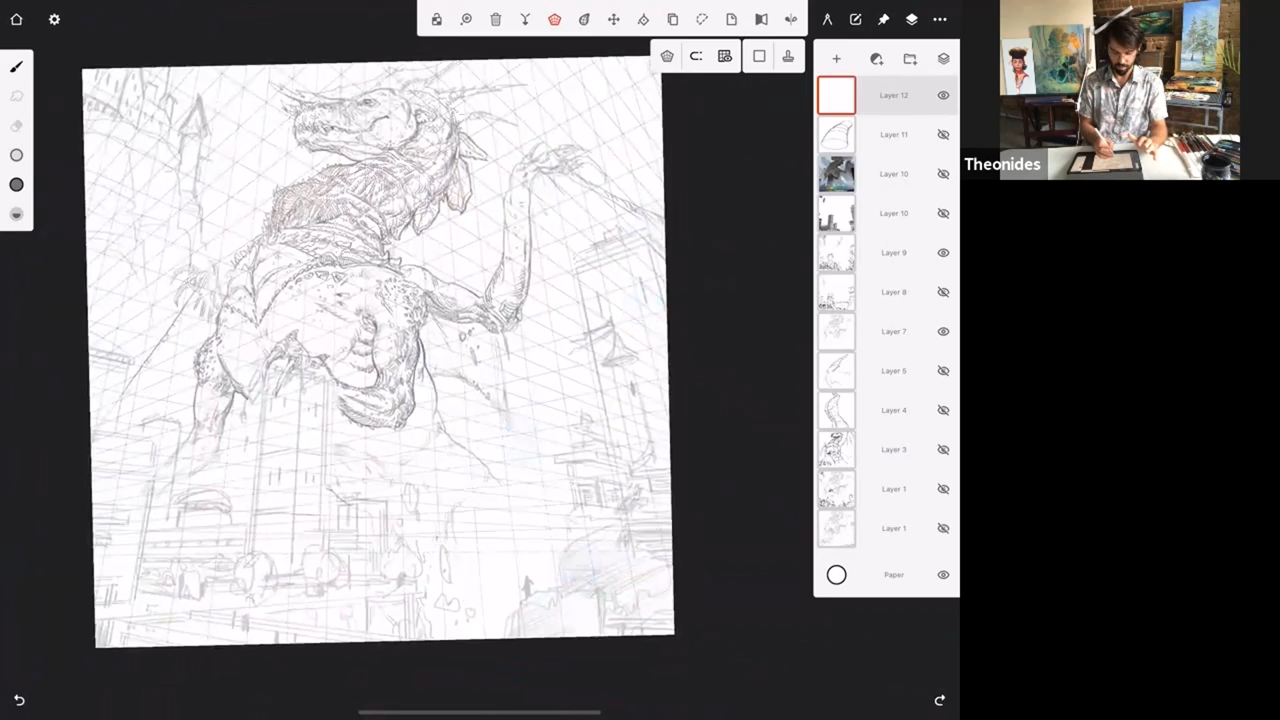 Theonides
Layer 12
Layer 11
Layer 10
Layer 10
Layer 9
Layer 8
Layer 7
Layer 5
Layer 4
Layer 3
Layer 1
Layer 1
Paper